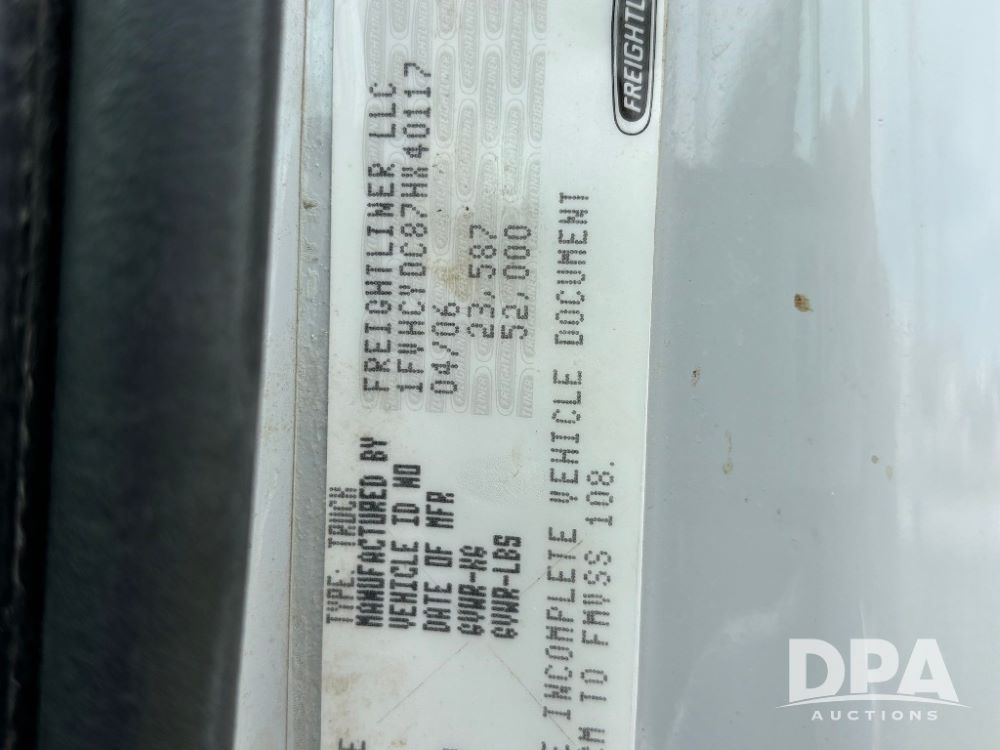 TYPE: TRUCK
MANUFACTURED BY FREIGHTLINER LLC
VEHICLE ID NO 1FVHCYDC87HX40117
DATE OF MFR 04/06
GVWR-KG 23,587
GVWR-LBS 52,000
INCOMPLETE VEHICLE DOCUMENT
TO FMVSS 108.
DPA
AUCTIONS